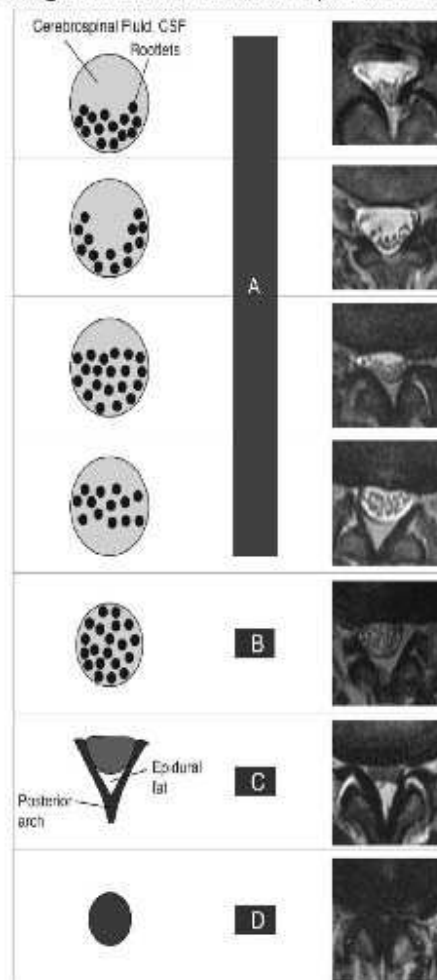 Cerebrospinal Fluid, CSF
Rootlets
A
B
Epidural
fat
C
Posterior
arch
D